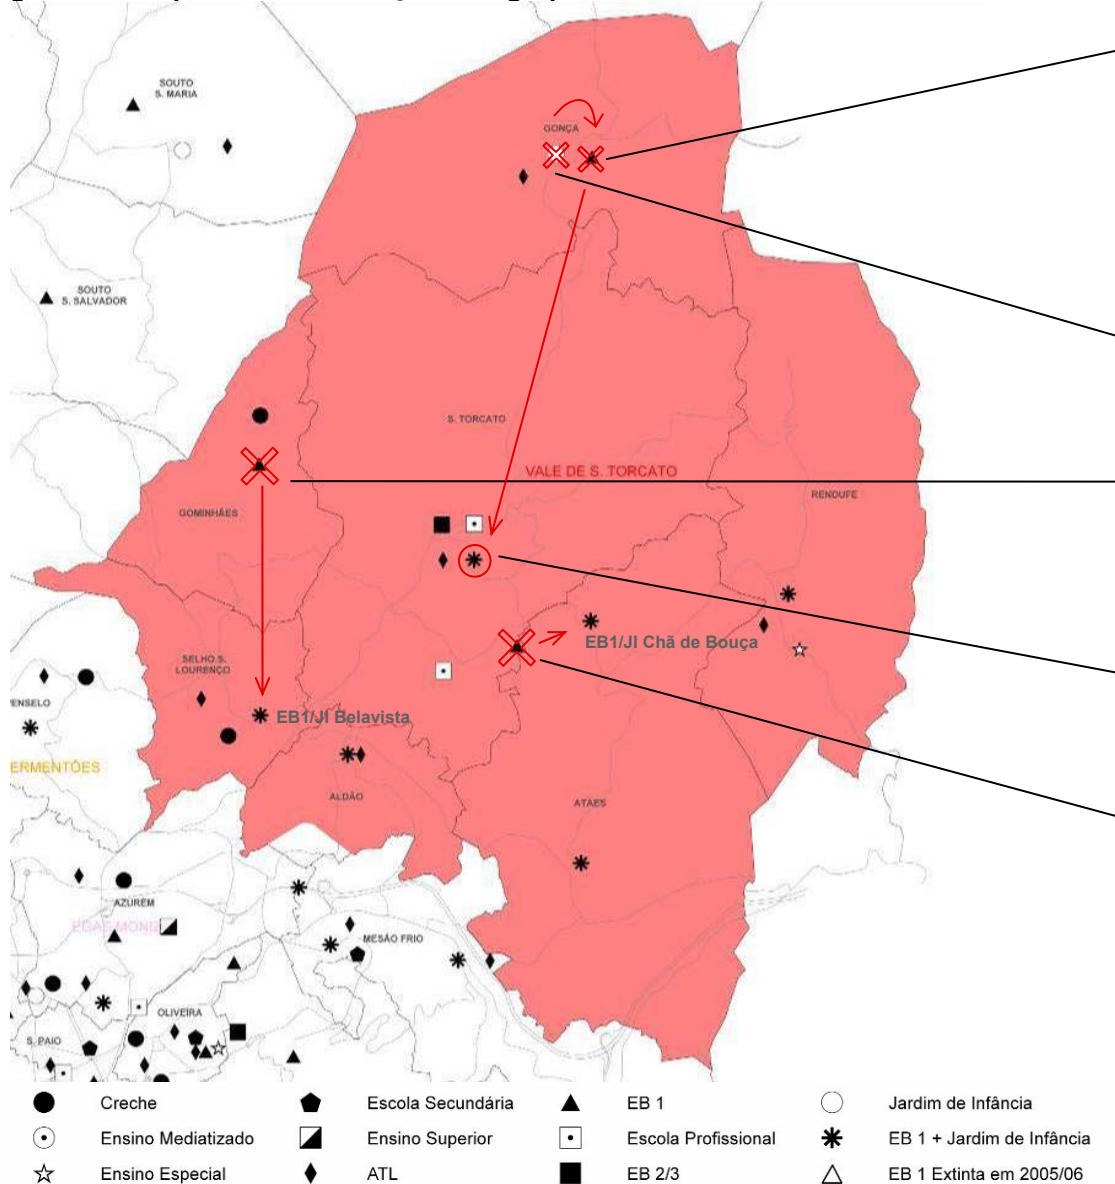 SOUTO
S. MARIA
GONÇA
SOUTO
S. SALVADOR
S. TORCATO
VALE DE S. TORCATO
RENDUFE
GOMINHÃES
EB1/JI Chã de Bouça
SELHO S.
LOURENÇO
ENSELO
EB1/JI Belavista
ERMENTÕES
ALDÃO
ATÃES
AZURÉM
EGAS MONIZ
MESÃO FRIO
OLIVEIRA
S. PAIO
Creche
Escola Secundária
EB 1
Jardim de Infância
Ensino Mediatizado
Ensino Superior
Escola Profissional
EB 1 + Jardim de Infância
Ensino Especial
ATL
EB 2/3
EB 1 Extinta em 2005/06